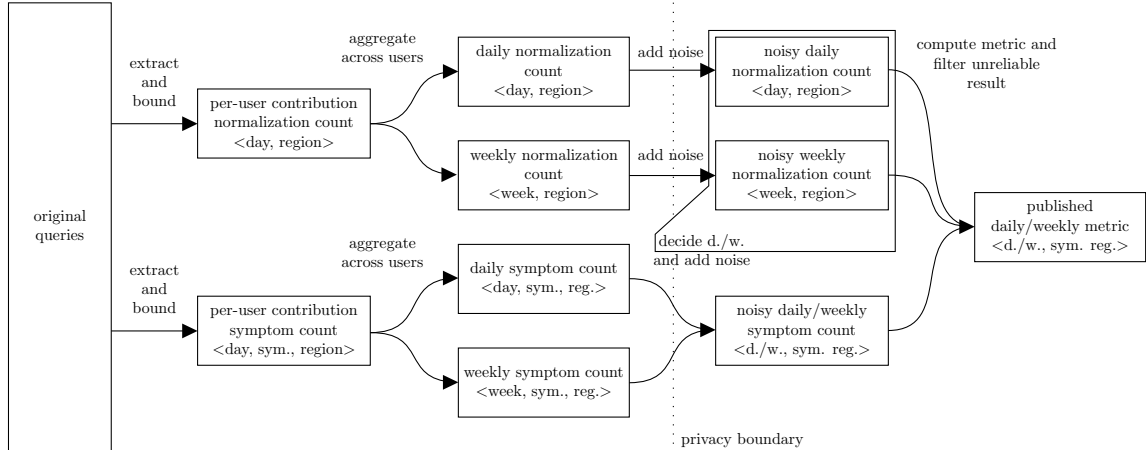 original
queries
extract
and
bound
per-user contribution
normalization count
<day, region>
aggregate
across users
daily normalization
count
<day, region>
weekly normalization
count
<week, region>
add noise
add noise
noisy daily
normalization count
<day, region>
noisy weekly
normalization count
<week, region>
decide d./w.
and add noise
compute metric and
filter unreliable
result
published
daily/weekly metric
<d./w., sym. reg.>
extract
and
bound
per-user contribution
symptom count
<day, sym., region>
aggregate
across users
daily symptom count
<day, sym., reg.>
weekly symptom count
<week, sym., reg.>
noisy daily/weekly
symptom count
<d./w., sym. reg.>
privacy boundary